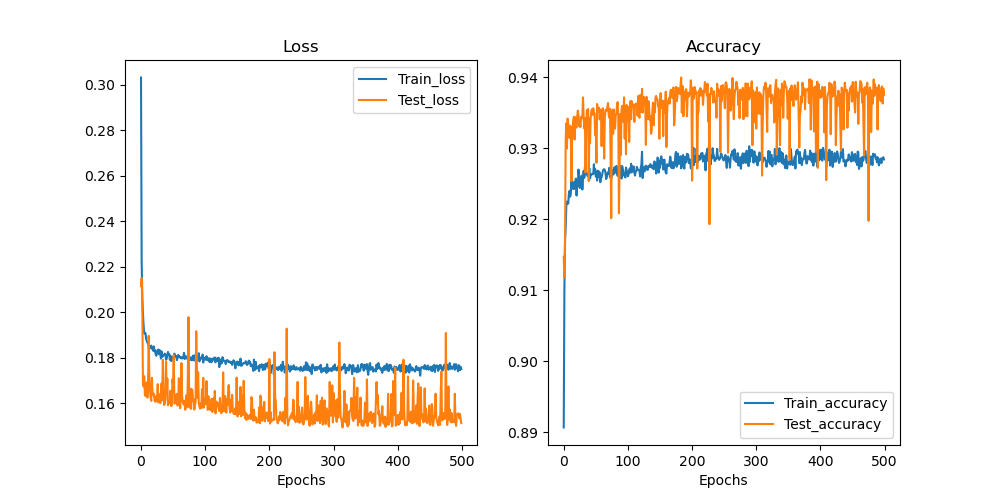 Loss
0.30
0.28
0.26
0.24
0.22
0.20
0.18
0.16
0 100 200 300 400 500
Epochs
Train_loss
Test_loss
Accuracy
0.94
0.93
0.92
0.91
0.90
0.89
0 100 200 300 400 500
Epochs
Train_accuracy
Test_accuracy